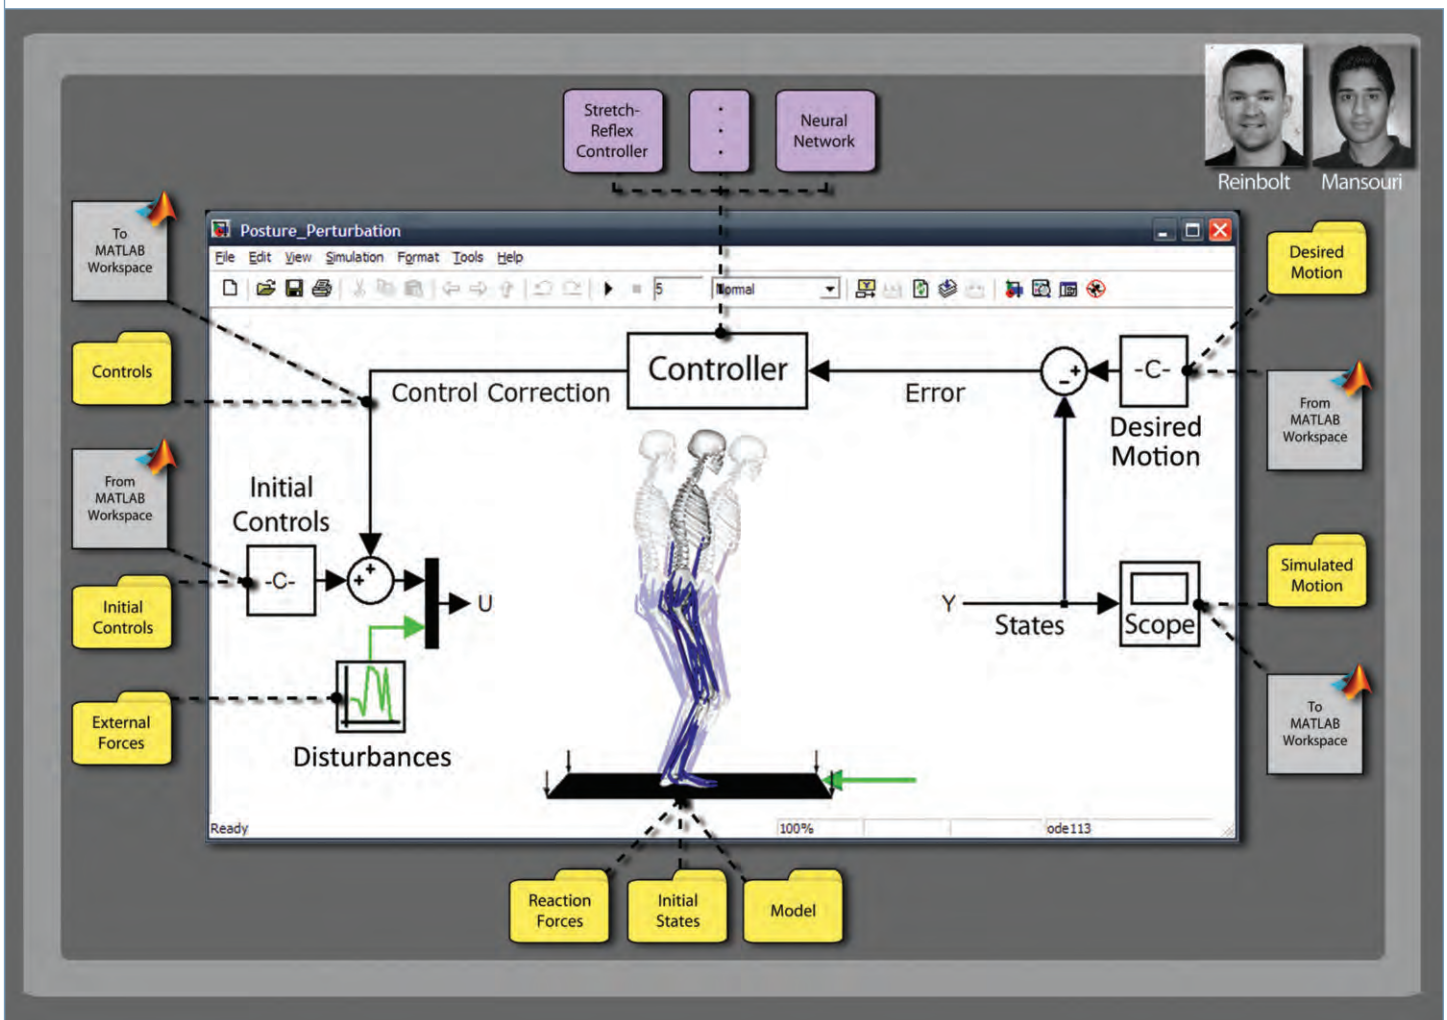 Reinbolt
Mansouri
Stretch-
Reflex
Controller
.
.
.
Neural
Network
To
MATLAB
Workspace
Controls
From
MATLAB
Workspace
Initial
Controls
External
Forces
Posture_Perturbation
File Edit View Simulation Format Tools Help
5
Normal
Controller
Control Correction
Error
-
+
-C-
Desired
Motion
Initial
Controls
-C-
+
+
U
Disturbances
Y
States
Scope
Ready
100%
ode113
Desired
Motion
From
MATLAB
Workspace
Simulated
Motion
To
MATLAB
Workspace
Reaction
Forces
Initial
States
Model